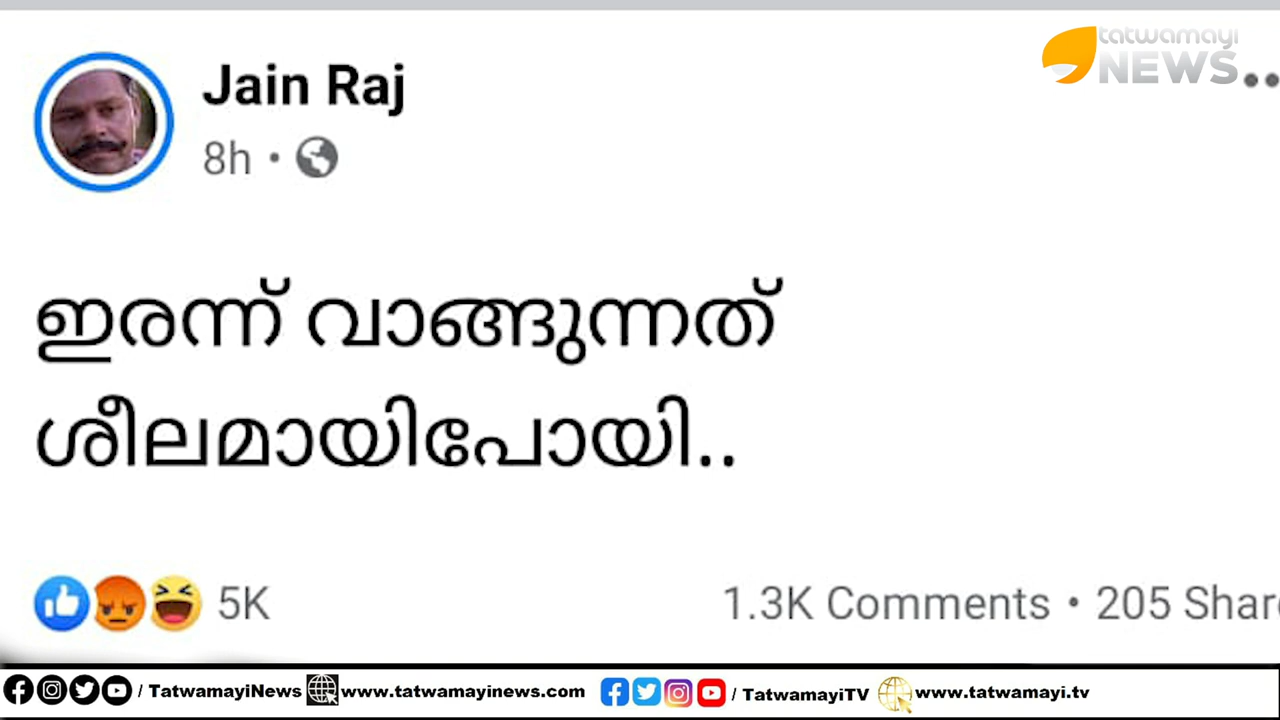 tatwamayi
NEWS
Jain Raj
8h •
ഇരന്ന് വാങ്ങുന്നത്
ശീലമായിപോയി..
5K
1.3K Comments • 205 Share
/ TatwamayiNews www.tatwamayinews.com / TatwamayiTV www.tatwamayi.tv